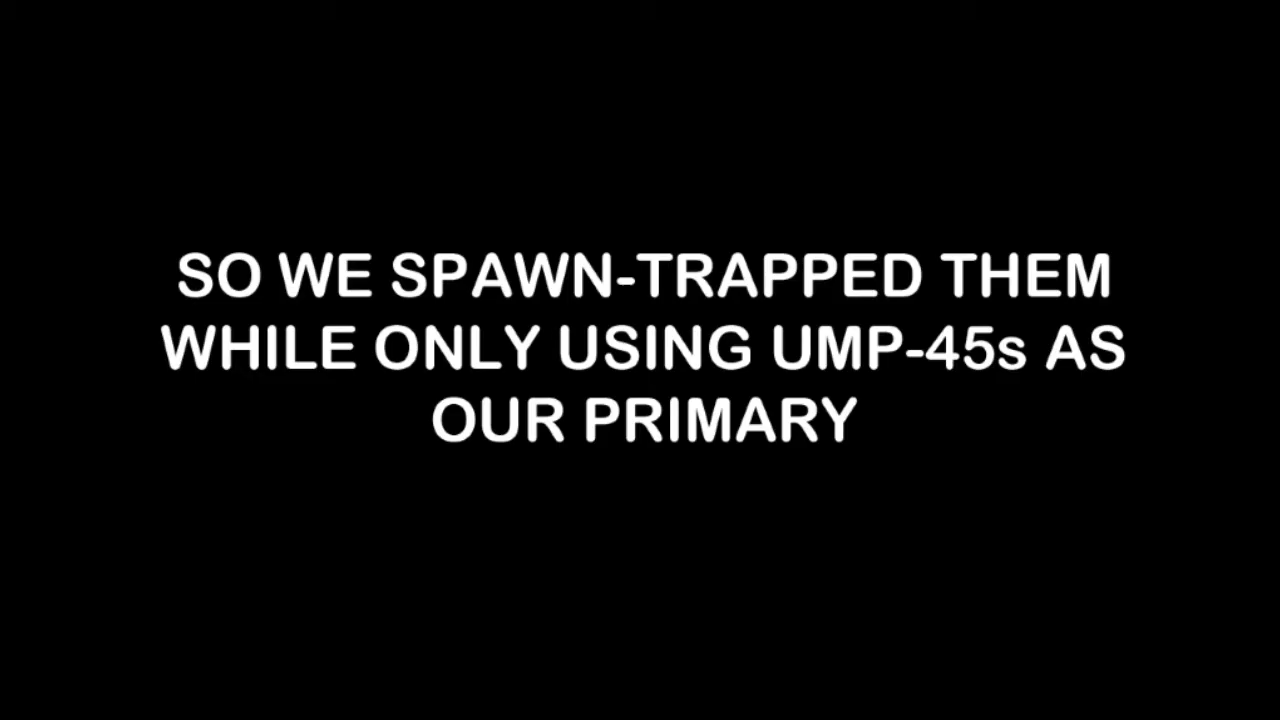 SO WE SPAWN-TRAPPED THEM
WHILE ONLY USING UMP-45s AS
OUR PRIMARY